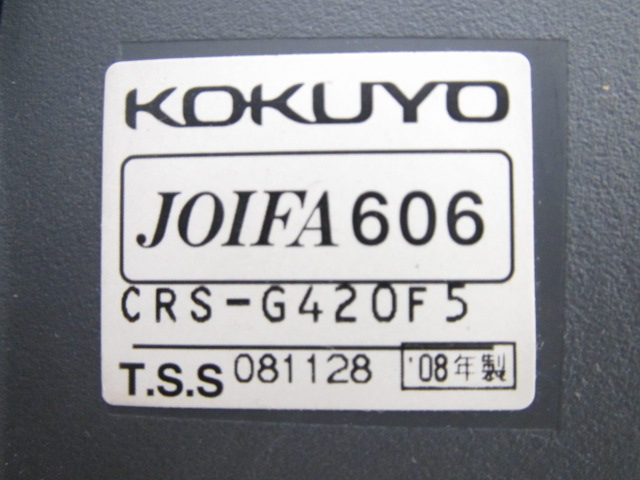 KOKUYO
JOIFA 606
CRS-G420F5
T.S.S 081128 '08年製